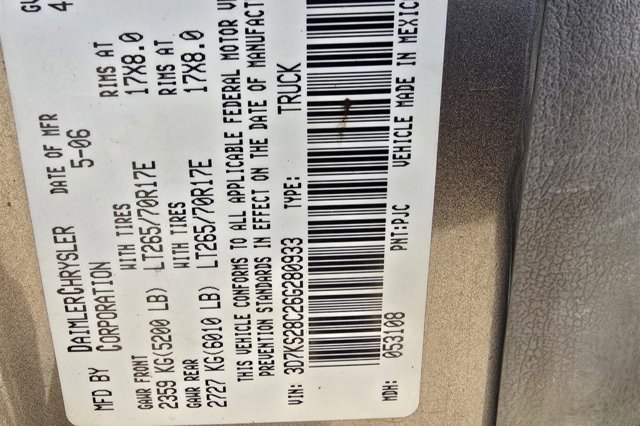 GV
4
MFD BY DAIMLERCHRYSLER DATE OF MFR
CORPORATION 5-06
GAWR FRONT WITH TIRES RIMS AT
2359 KG(5200 LB) LT265/70R17E 17X8.0
GAWR REAR WITH TIRES RIMS AT
2727 KG(6010 LB) LT265/70R17E 17X8.0
THIS VEHICLE CONFORMS TO ALL APPLICABLE FEDERAL MOTOR
PREVENTION STANDARDS IN EFFECT ON THE DATE OF MANUFACT
VIN: 3D7KS28C26G280933 TYPE: TRUCK
MDH: 053108 PNT:PJC VEHICLE MADE IN MEXIC